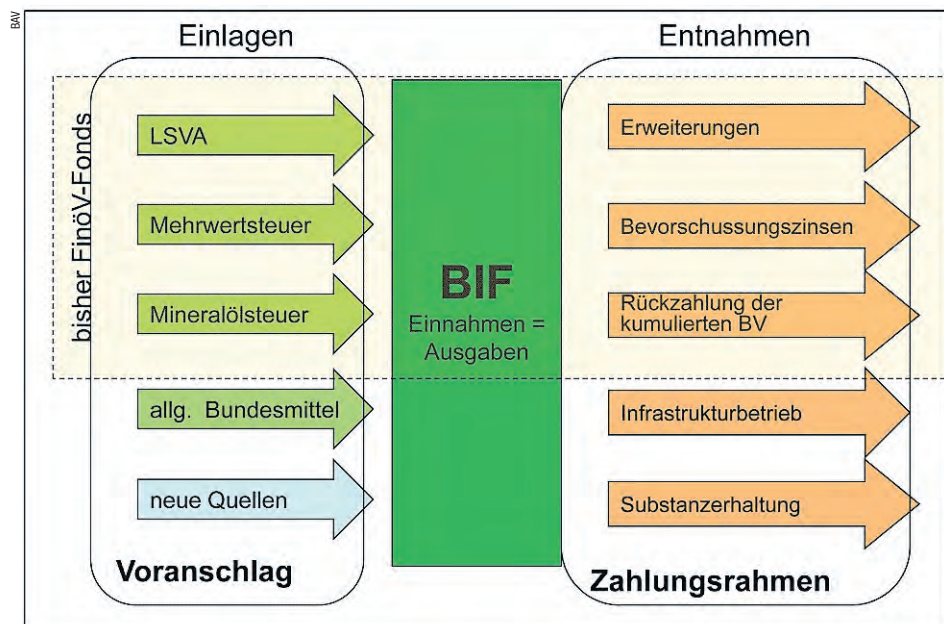 BAV
Einlagen
Entnahmen
bisher FinöV-Fonds
LSVA
Mehrwertsteuer
Mineralölsteuer
allg. Bundesmittel
neue Quellen
Voranschlag
BIF
Einnahmen =
Ausgaben
Erweiterungen
Bevorschussungszinsen
Rückzahlung der
kumulierten BV
Infrastrukturbetrieb
Substanzerhaltung
Zahlungsrahmen